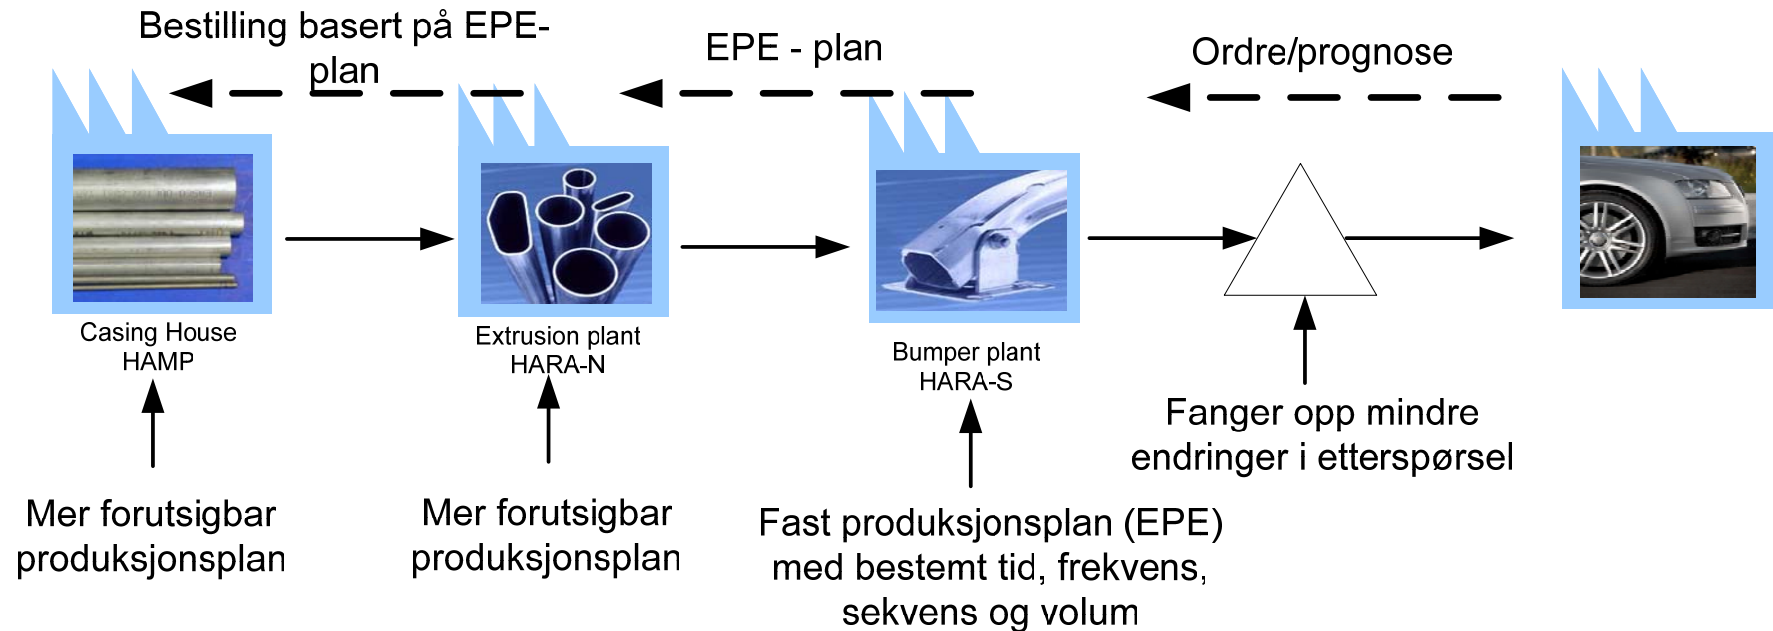 Bestilling basert på EPE-
plan
EPE - plan
Ordre/prognose
Casing House
HAMP
Extrusion plant
HARA-N
Bumper plant
HARA-S
Mer forutsigbar
produksjonsplan
Mer forutsigbar
produksjonsplan
Fast produksjonsplan (EPE)
med bestemt tid, frekvens,
sekvens og volum
Fanger opp mindre
endringer i etterspørsel